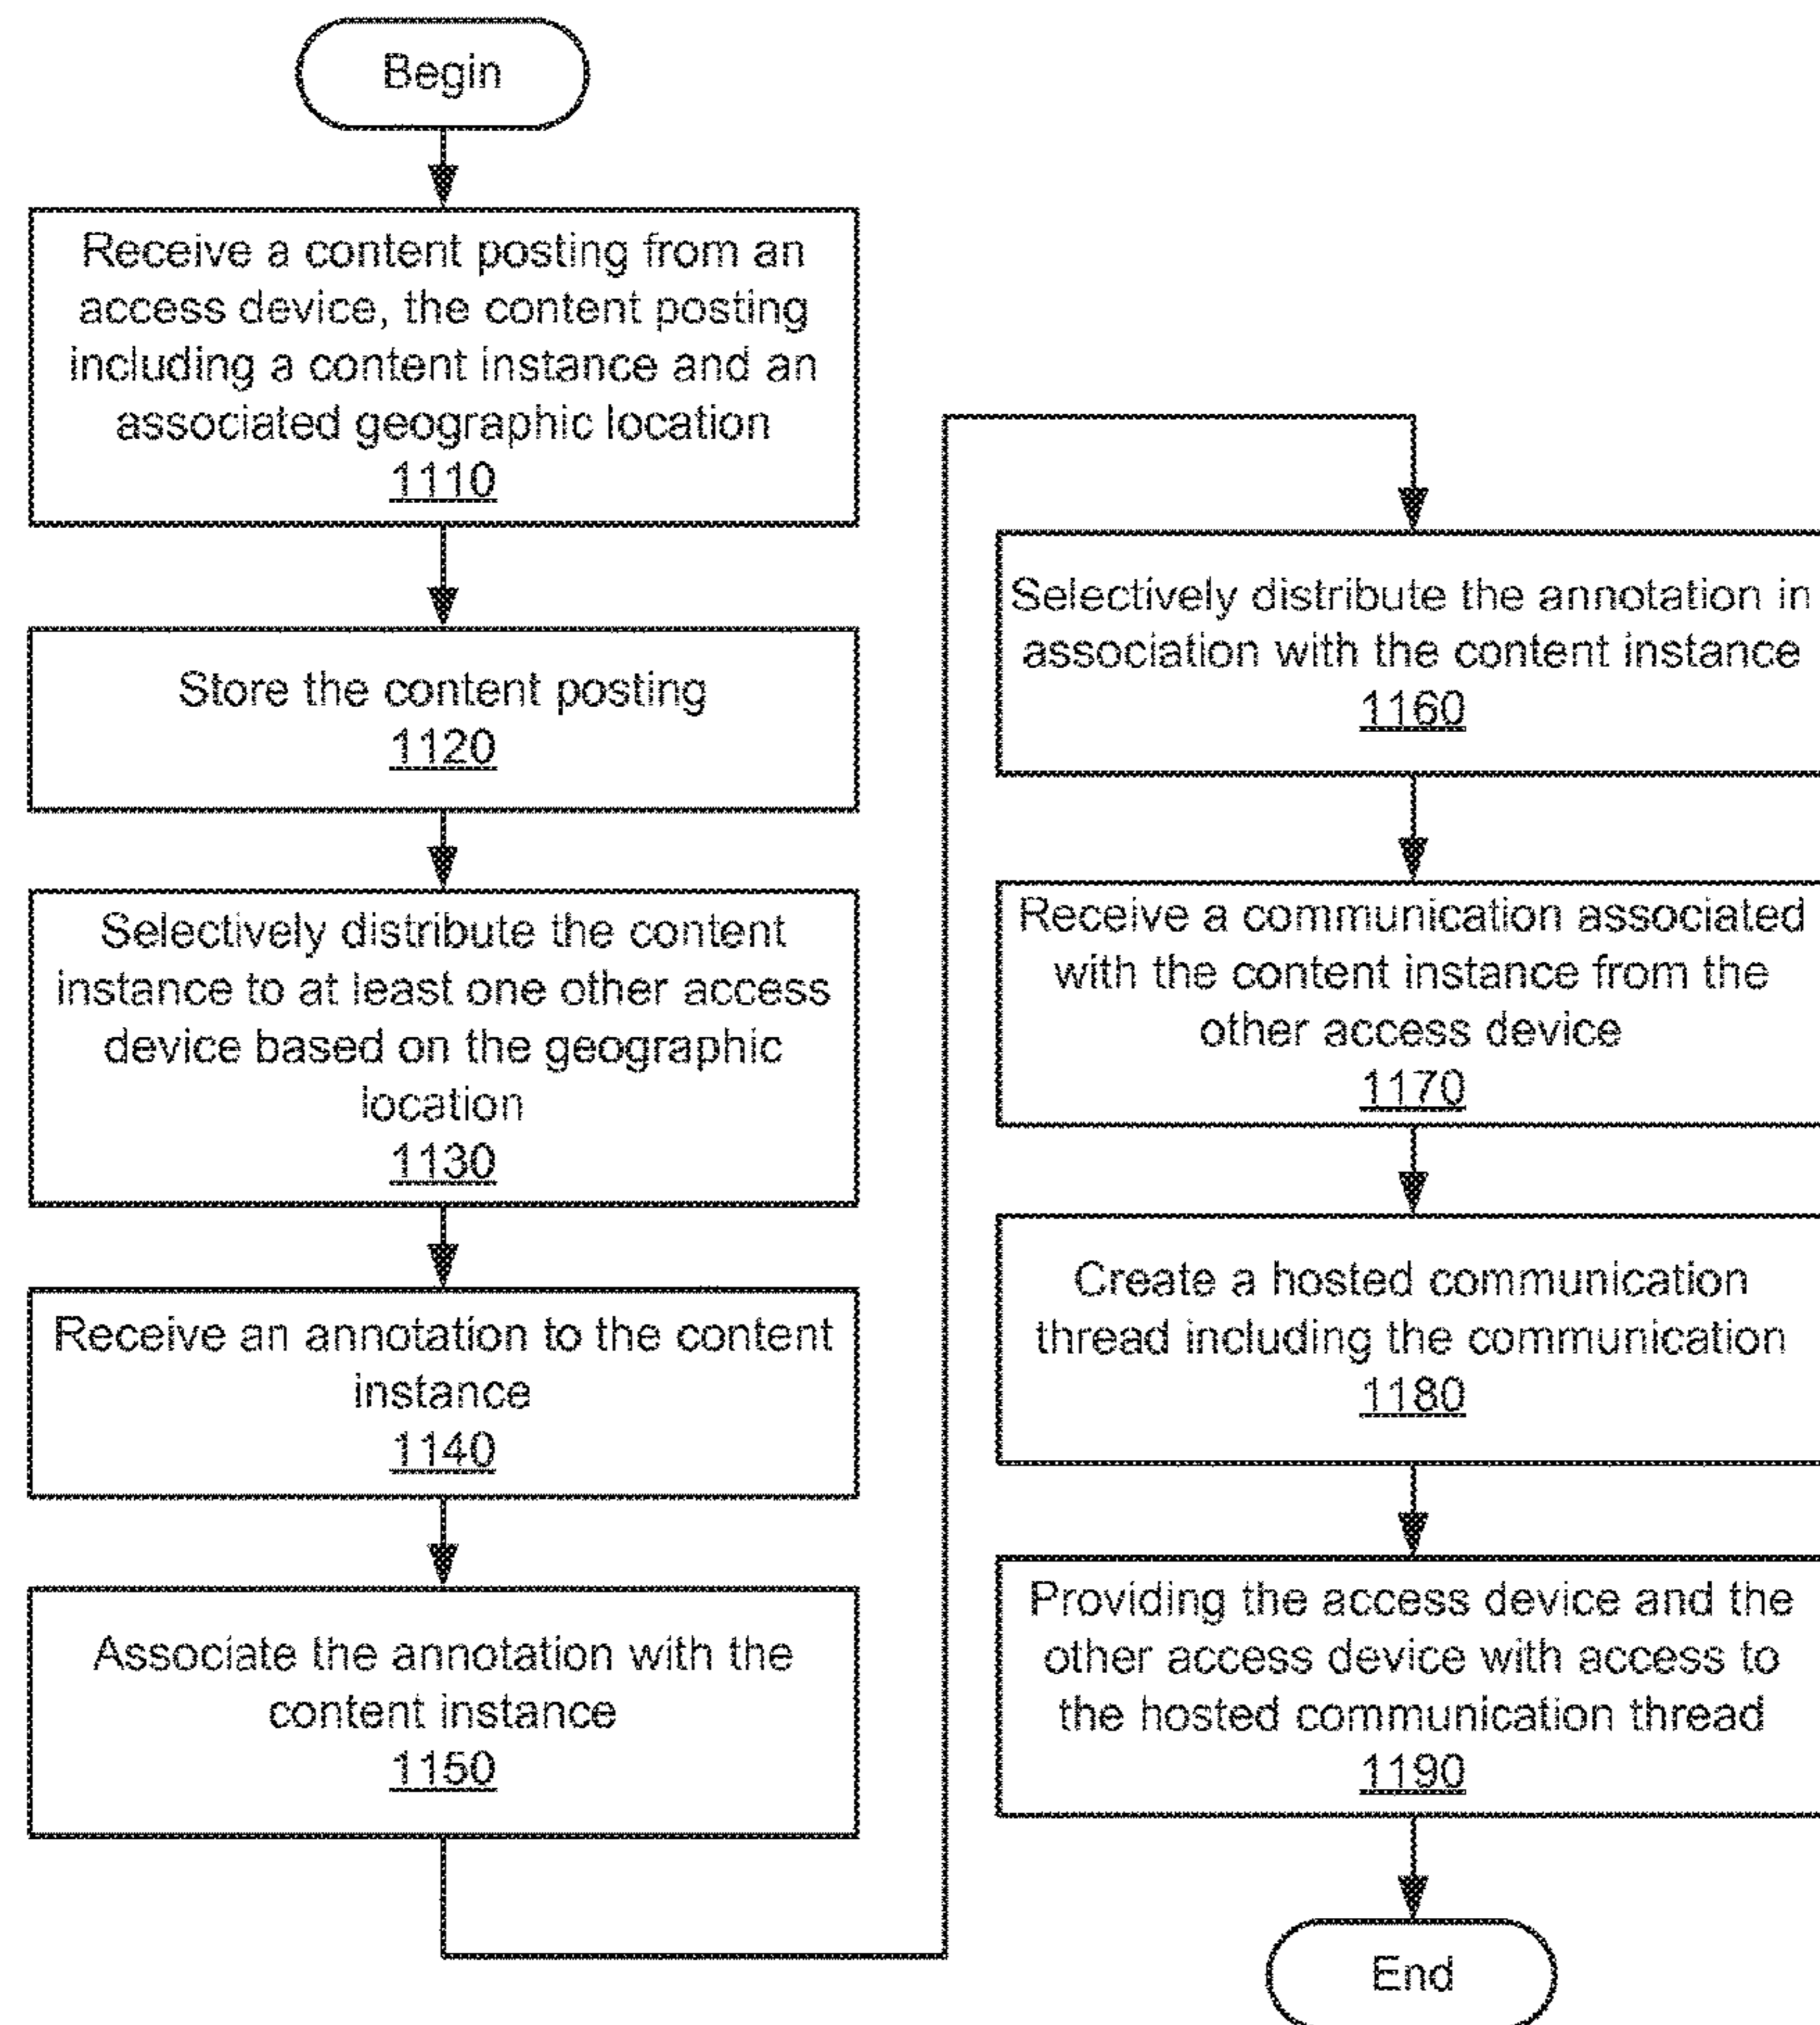 Begin
Receive a content posting from an
access device, the content posting
including a content instance and an
associated geographic location
1110
Store the content posting
1120
Selectively distribute the content
instance to at least one other access
device based on the geographic
location
1130
Receive an annotation to the content
instance
1140
Associate the annotation with the
content instance
1150
Selectively distribute the annotation in
association with the content instance
1160
Receive a communication associated
with the content instance from the
other access device
1170
Create a hosted communication
thread including the communication
1180
Providing the access device and the
other access device with access to
the hosted communication thread
1190
End